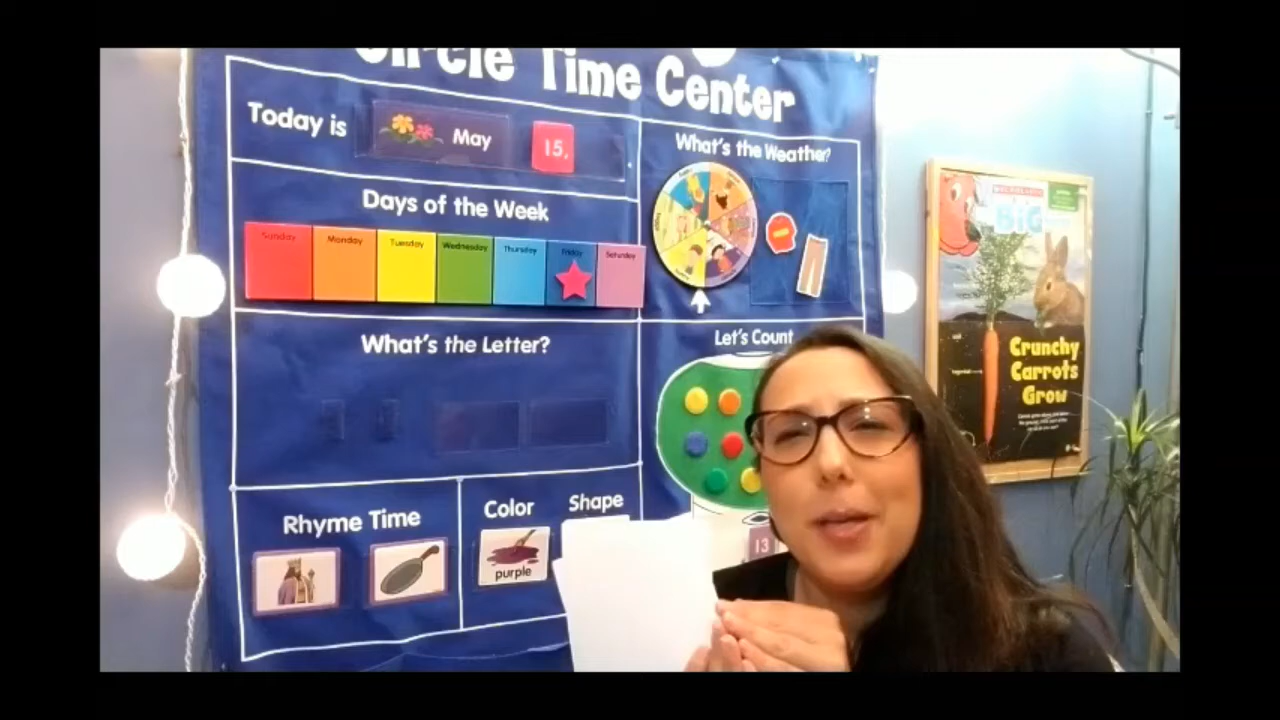 Circle Time Center
Today is
May
15,
What's the Weather?
Days of the Week
Sunday
Monday
Tuesday
Wednesday
Thursday
Friday
Saturday
What's the Letter?
Let's Count
Rhyme Time
Color
Shape
purple
13
BIG
Crunchy
Carrots
Grow